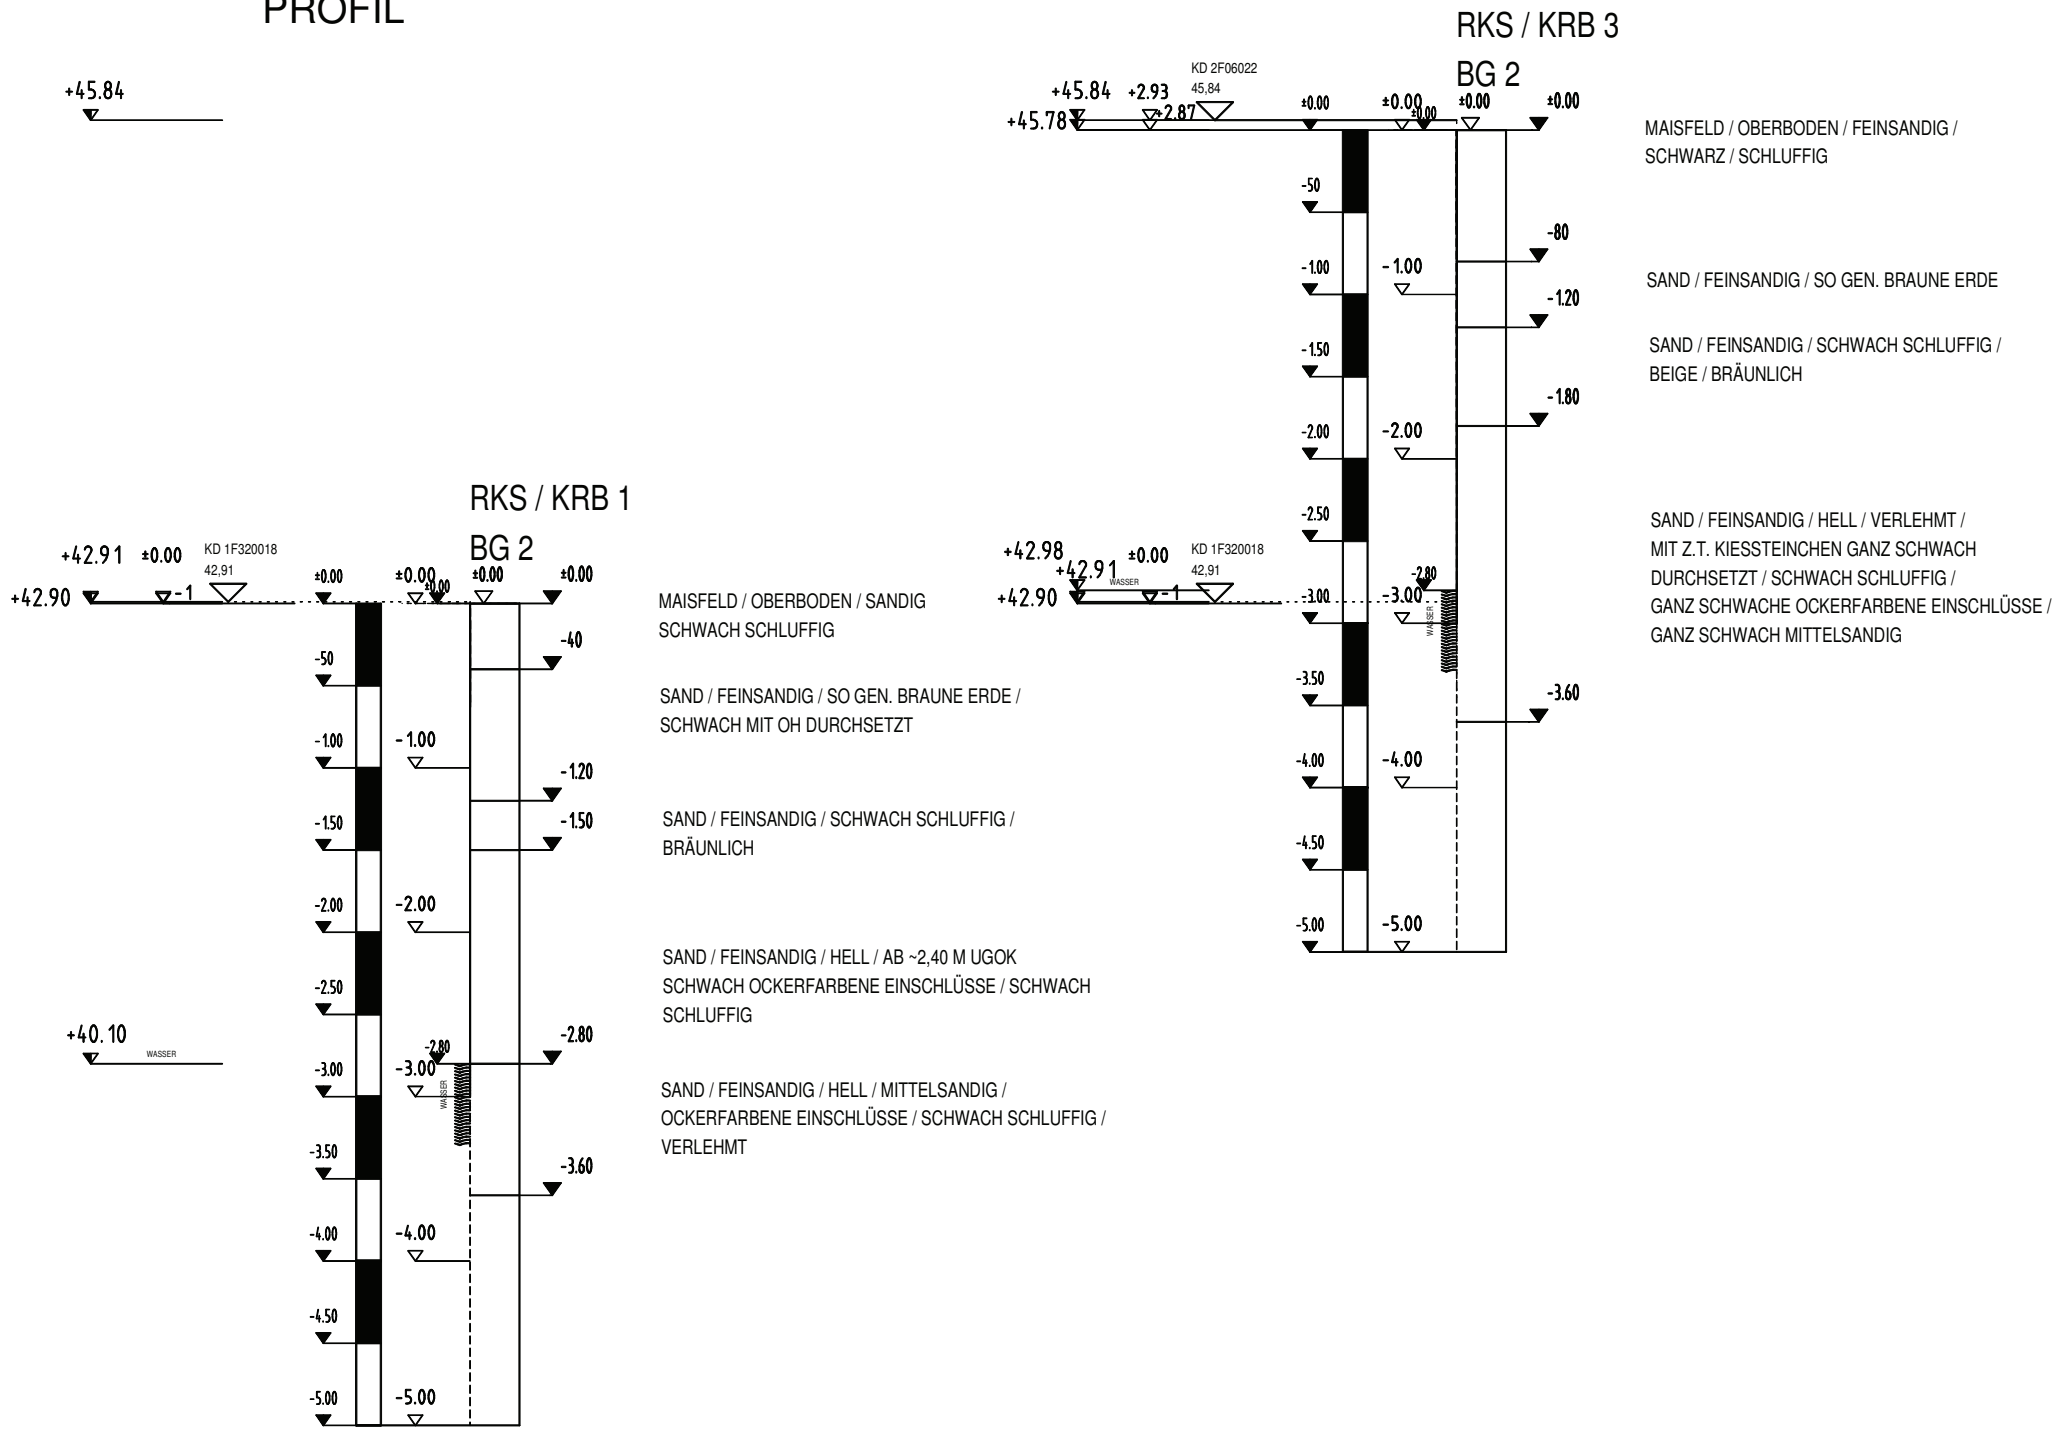 PROFIL
+45.84
RKS / KRB 1
BG 2
+42.91
±0.00
KD 1F320018
42,91
+42.90
-1
±0.00
±0.00
±0.00
±0.00
±0.00
-50
-1.00
-1.50
-2.00
-2.50
-3.00
-3.50
-4.00
-4.50
-5.00
-1.00
-2.00
-3.00
-4.00
-5.00
-2.80
WASSER
+40.10
WASSER
-40
-1.20
-1.50
-2.80
-3.60
MAISFELD / OBERBODEN / SANDIG
SCHWACH SCHLUFFIG
SAND / FEINSANDIG / SO GEN. BRAUNE ERDE /
SCHWACH MIT OH DURCHSETZT
SAND / FEINSANDIG / SCHWACH SCHLUFFIG /
BRÄUNLICH
SAND / FEINSANDIG / HELL / AB ~2,40 M UGOK
SCHWACH OCKERFARBENE EINSCHLÜSSE / SCHWACH
SCHLUFFIG
SAND / FEINSANDIG / HELL / MITTELSANDIG /
OCKERFARBENE EINSCHLÜSSE / SCHWACH SCHLUFFIG /
VERLEHMT
RKS / KRB 3
BG 2
+45.84
+2.93
KD 2F06022
45,84
+45.78
+2.87
±0.00
±0.00
±0.00
±0.00
±0.00
-50
-1.00
-1.50
-2.00
-2.50
-3.00
-3.50
-4.00
-4.50
-5.00
-1.00
-2.00
-3.00
-4.00
-5.00
-2.80
WASSER
+42.98
WASSER
+42.91
±0.00
KD 1F320018
42,91
+42.90
-1
-80
-1.20
-1.80
-3.60
MAISFELD / OBERBODEN / FEINSANDIG /
SCHWARZ / SCHLUFFIG
SAND / FEINSANDIG / SO GEN. BRAUNE ERDE
SAND / FEINSANDIG / SCHWACH SCHLUFFIG /
BEIGE / BRÄUNLICH
SAND / FEINSANDIG / HELL / VERLEHMT /
MIT Z.T. KIESSTEINCHEN GANZ SCHWACH
DURCHSETZT / SCHWACH SCHLUFFIG /
GANZ SCHWACHE OCKERFARBENE EINSCHLÜSSE /
GANZ SCHWACH MITTELSANDIG